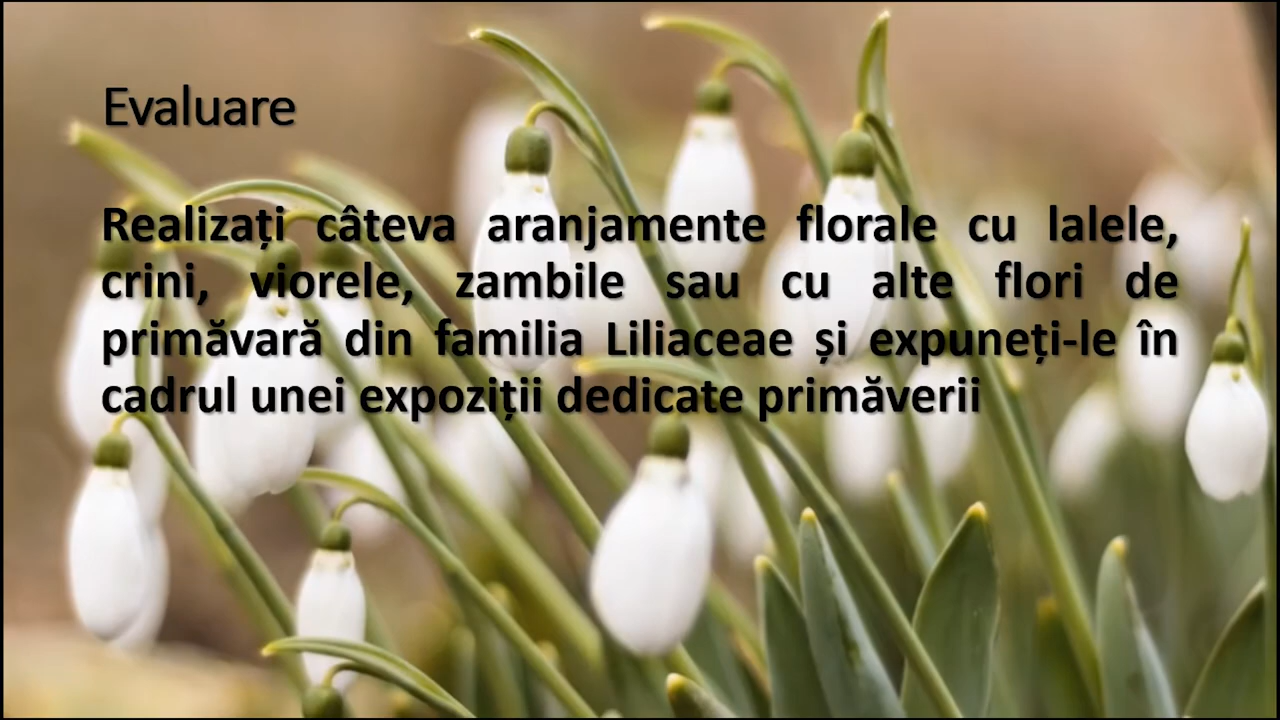 Evaluare
Realizați câteva aranjamente florale cu lalele,
crini, viorele, zambile sau cu alte flori de
primăvară din familia Liliaceae și expuneți-le în
cadrul unei expoziții dedicate primăverii